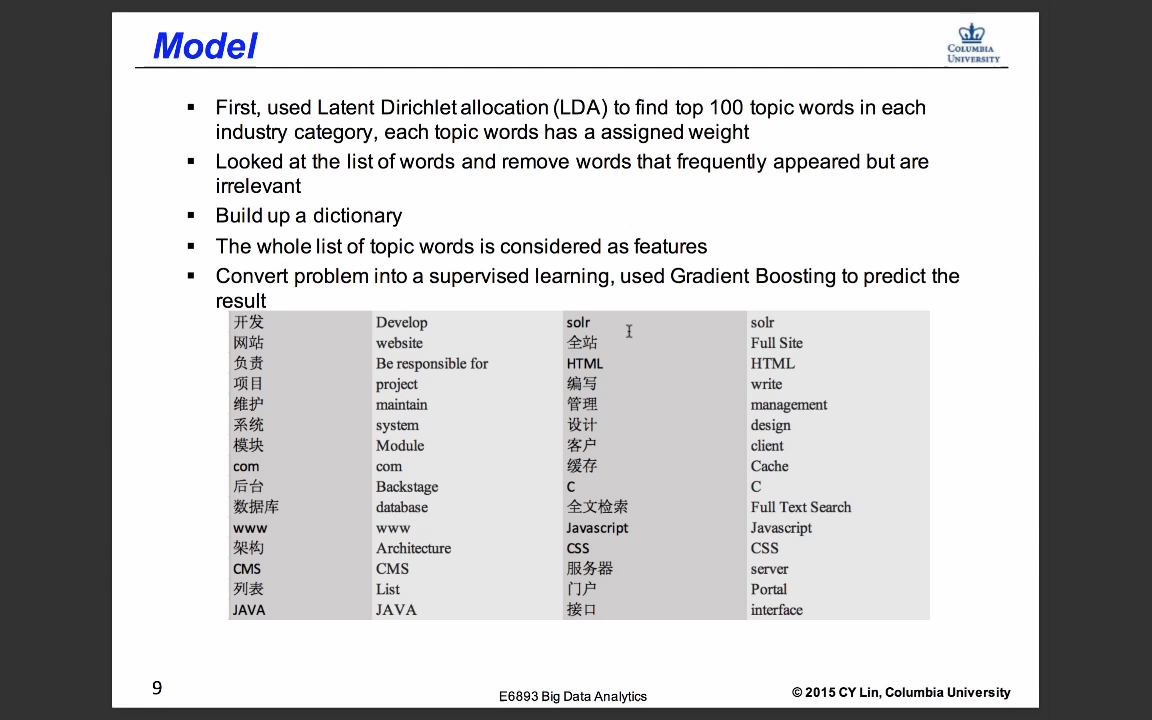 Model
COLUMBIA
UNIVERSITY
▪ First, used Latent Dirichlet allocation (LDA) to find top 100 topic words in each
industry category, each topic words has a assigned weight
▪ Looked at the list of words and remove words that frequently appeared but are
irrelevant
▪ Build up a dictionary
▪ The whole list of topic words is considered as features
▪ Convert problem into a supervised learning, used Gradient Boosting to predict the
result
开发 Develop solr solr
网站 website 全站 Full Site
负责 Be responsible for HTML HTML
项目 project 编写 write
维护 maintain 管理 management
系统 system 设计 design
模块 Module 客户 client
com com 缓存 Cache
后台 Backstage C C
数据库 database 全文检索 Full Text Search
www www Javascript Javascript
架构 Architecture CSS CSS
CMS CMS 服务器 server
列表 List 门户 Portal
JAVA JAVA 接口 interface
9
E6893 Big Data Analytics
© 2015 CY Lin, Columbia University